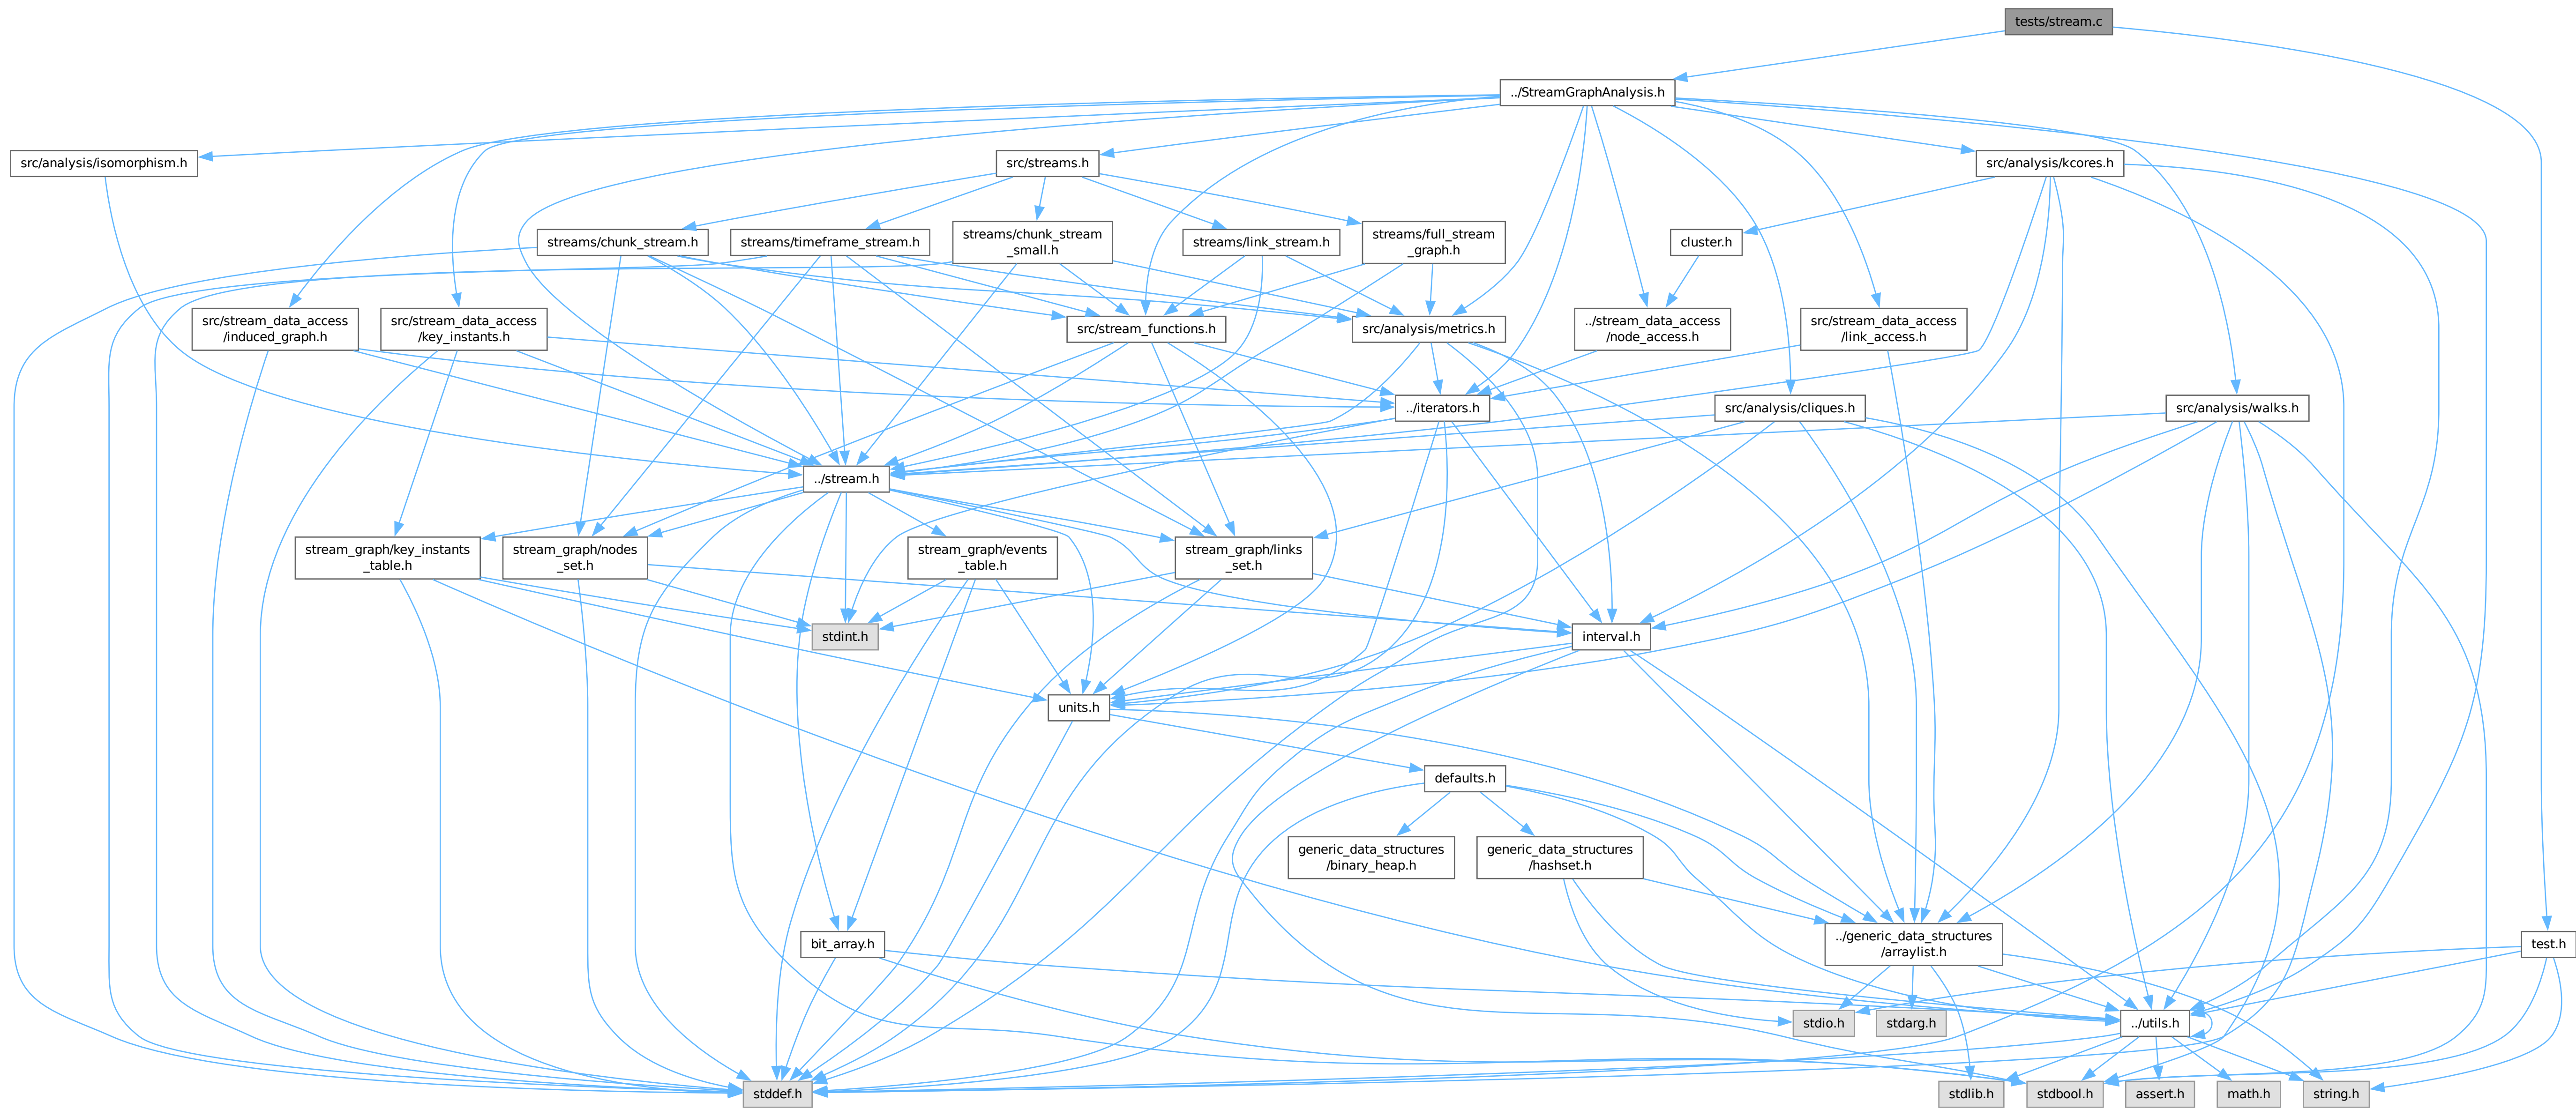 tests/stream.c
../StreamGraphAnalysis.h
src/analysis/isomorphism.h
src/streams.h
src/analysis/kcores.h
streams/chunk_stream.h
streams/timeframe_stream.h
streams/chunk_stream
_small.h
streams/link_stream.h
streams/full_stream
_graph.h
cluster.h
src/stream_data_access
/induced_graph.h
src/stream_data_access
/key_instants.h
src/stream_functions.h
src/analysis/metrics.h
../stream_data_access
/node_access.h
src/stream_data_access
/link_access.h
../iterators.h
src/analysis/cliques.h
src/analysis/walks.h
../stream.h
stream_graph/key_instants
_table.h
stream_graph/nodes
_set.h
stream_graph/events
_table.h
stream_graph/links
_set.h
stdint.h
interval.h
units.h
defaults.h
generic_data_structures
/binary_heap.h
generic_data_structures
/hashset.h
bit_array.h
../generic_data_structures
/arraylist.h
test.h
stdio.h
stdarg.h
../utils.h
stddef.h
stdlib.h
stdbool.h
assert.h
math.h
string.h